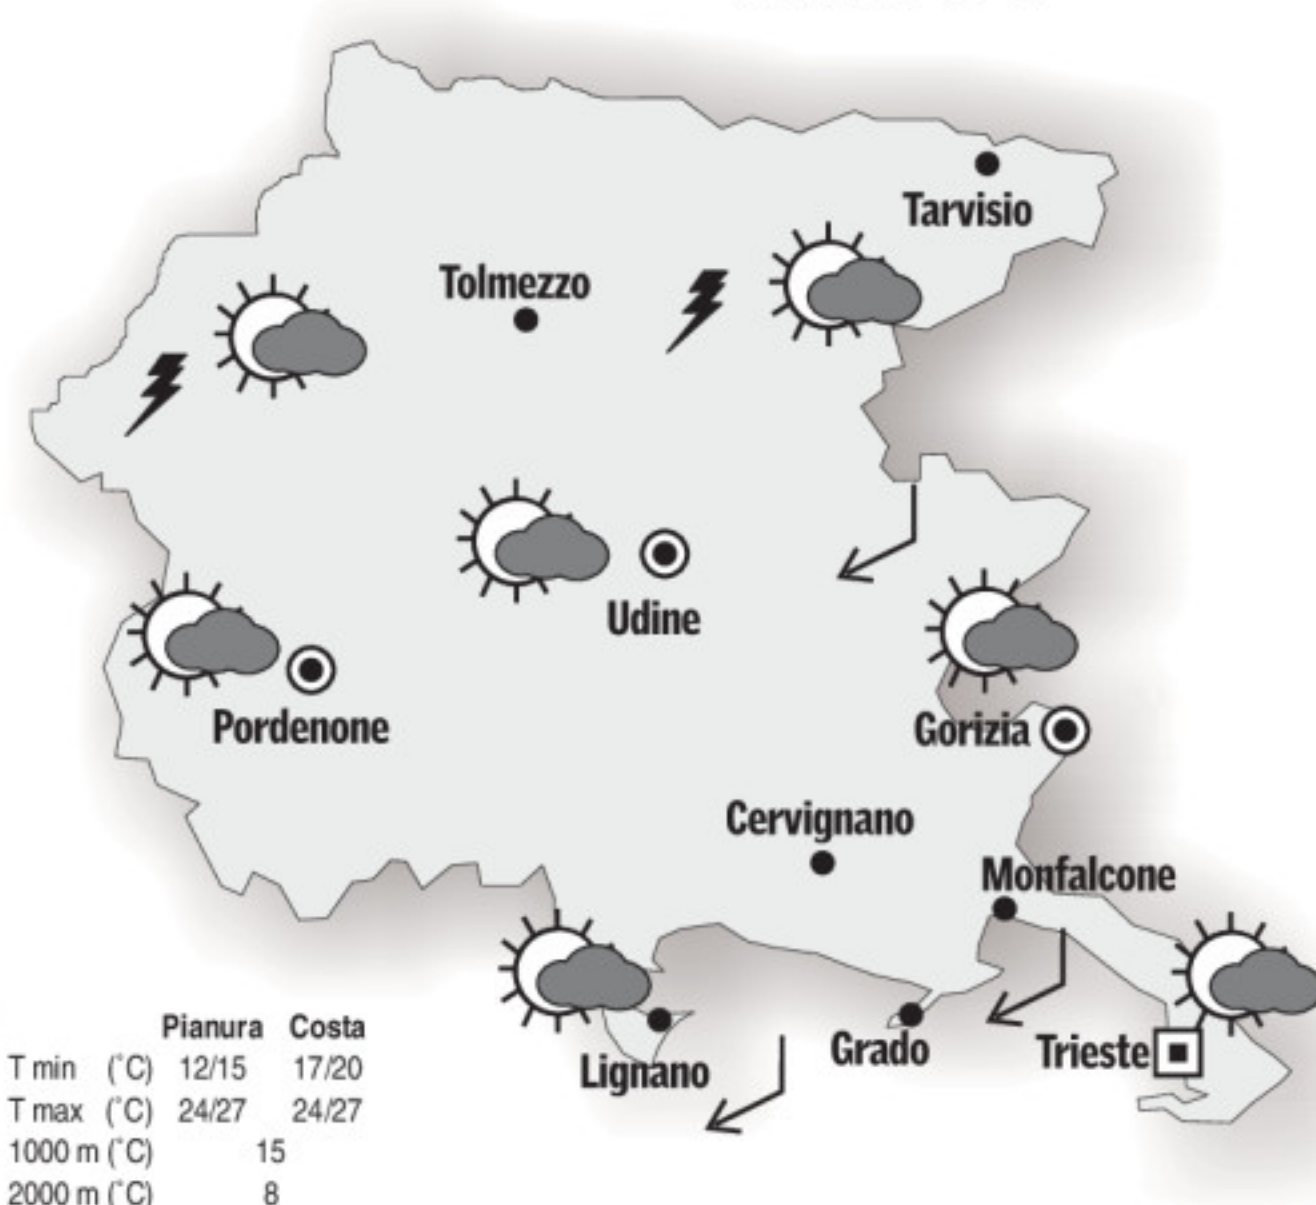 Tarvisio
Tolmezzo
Udine
Pordenone
Gorizia
Cervignano
Monfalcone
Grado
Trieste
Lignano
Pianura Costa
T min (°C) 12/15 17/20
T max (°C) 24/27 24/27
1000 m (°C) 15
2000 m (°C) 8